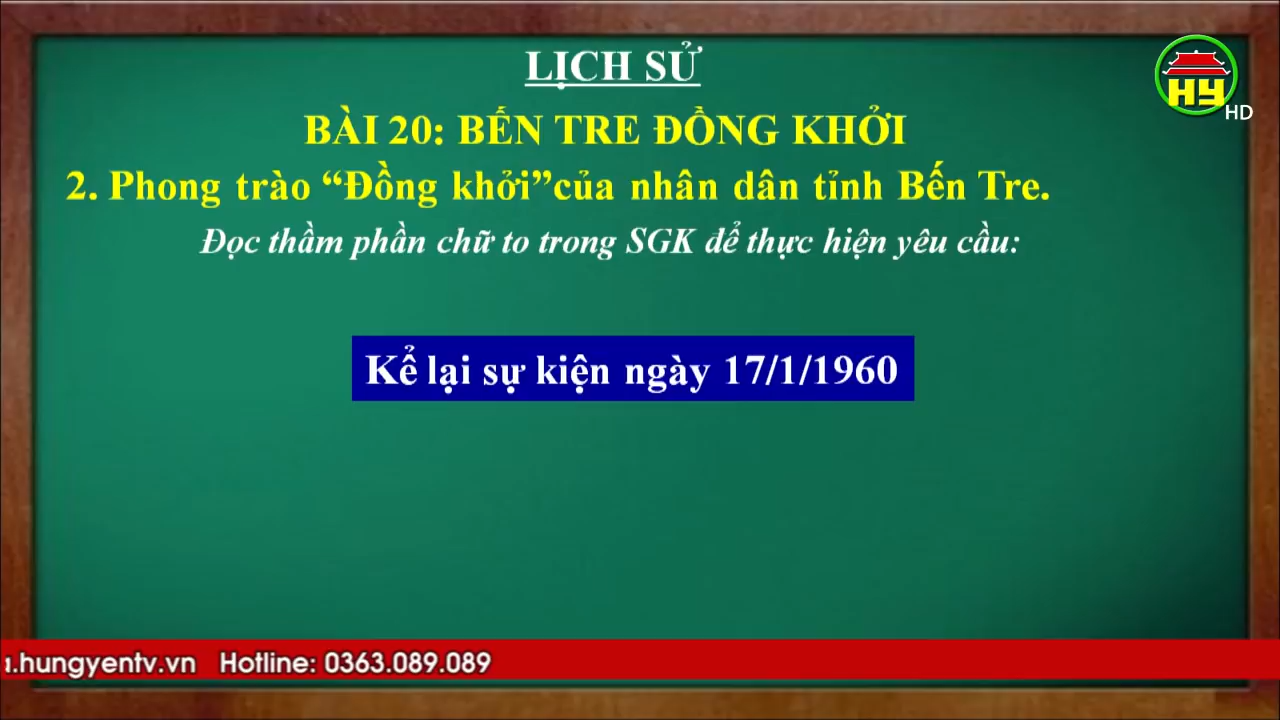 LỊCH SỬ
HY
HD
BÀI 20: BẾN TRE ĐỒNG KHỞI
2. Phong trào “Đồng khởi”của nhân dân tỉnh Bến Tre.
Đọc thầm phần chữ to trong SGK để thực hiện yêu cầu:
Kể lại sự kiện ngày 17/1/1960
.hungyentv.vn Hotline: 0363.089.089